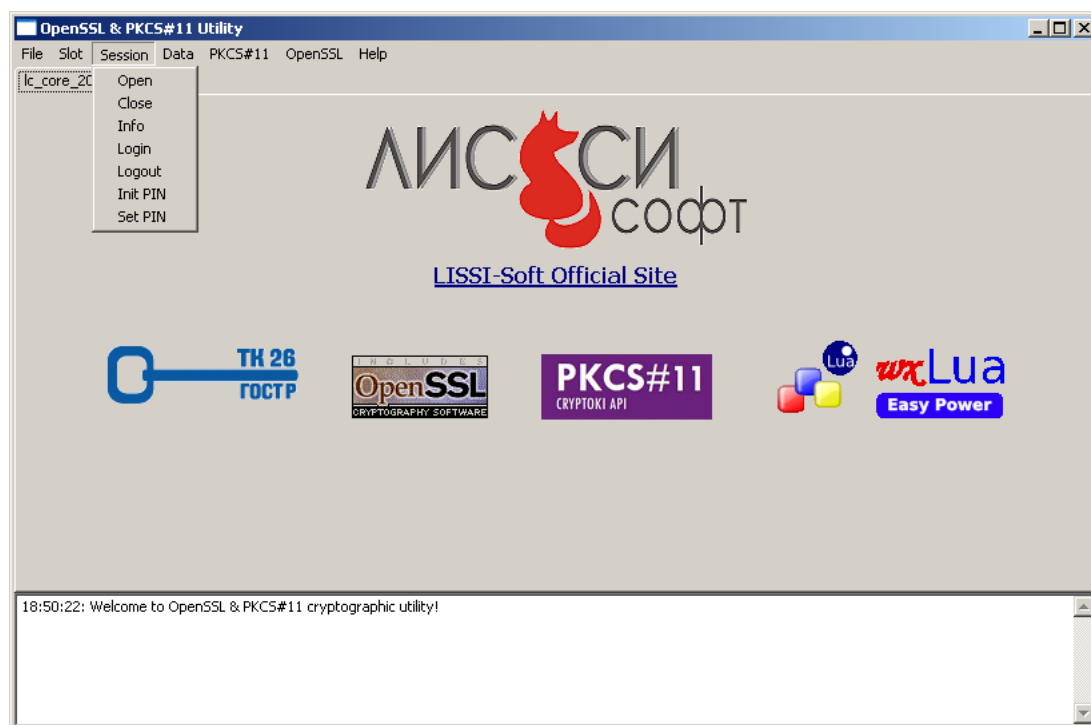 OpenSSL & PKCS#11 Utility
File Slot Session Data PKCS#11 OpenSSL Help
lc_core_20
Open
Close
Info
Login
Logout
Init PIN
Set PIN
ЛИССИ
СОФТ
LISSI-Soft Official Site
ТК 26
ГОСТ Р
INCLUDES
OpenSSL
CRYPTOGRAPHY SOFTWARE
PKCS#11
CRYPTOKI API
Lua
wxLua
Easy Power
18:50:22: Welcome to OpenSSL & PKCS#11 cryptographic utility!